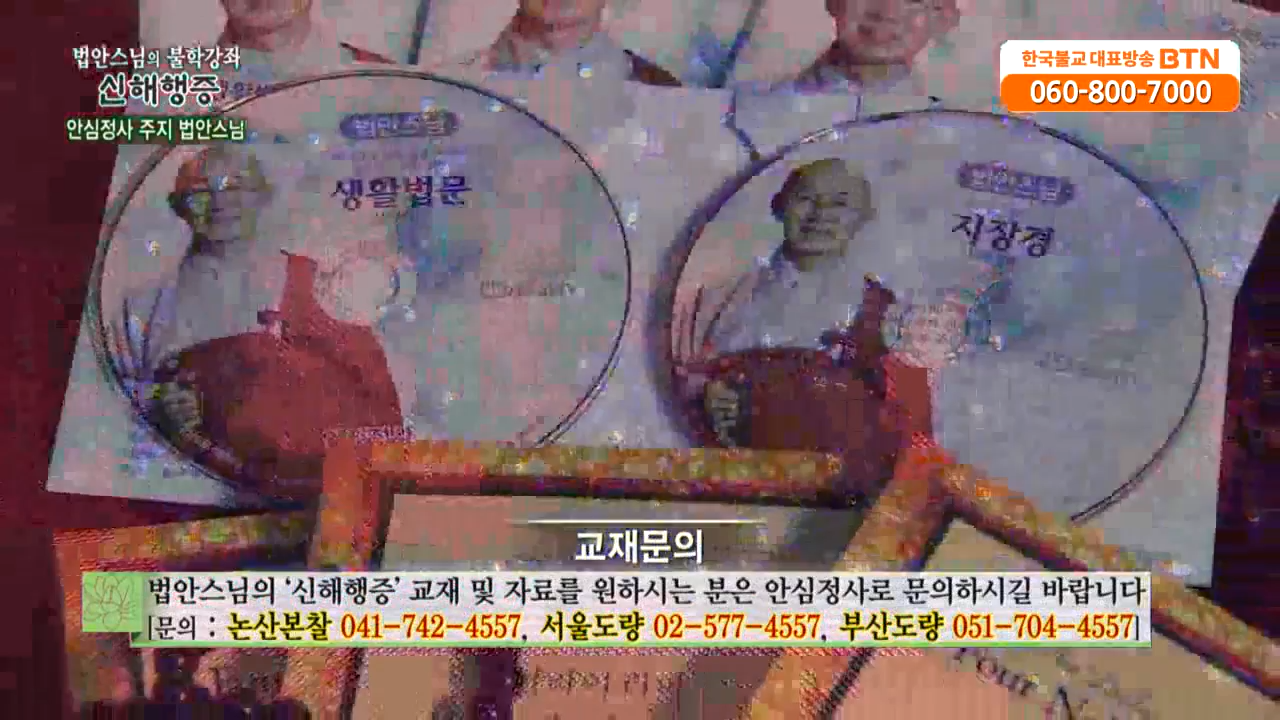 법안스님의 불학강좌
신해행증
안심정사 주지 법안스님
한국불교 대표방송 BTN
060-800-7000
법안스님
생활법문
법안스님
지장경
교재문의
법안스님의 ‘신해행증’ 교재 및 자료를 원하시는 분은 안심정사로 문의하시길 바랍니다
[문의 : 논산본찰 041-742-4557, 서울도량 02-577-4557, 부산도량 051-704-4557]
Your